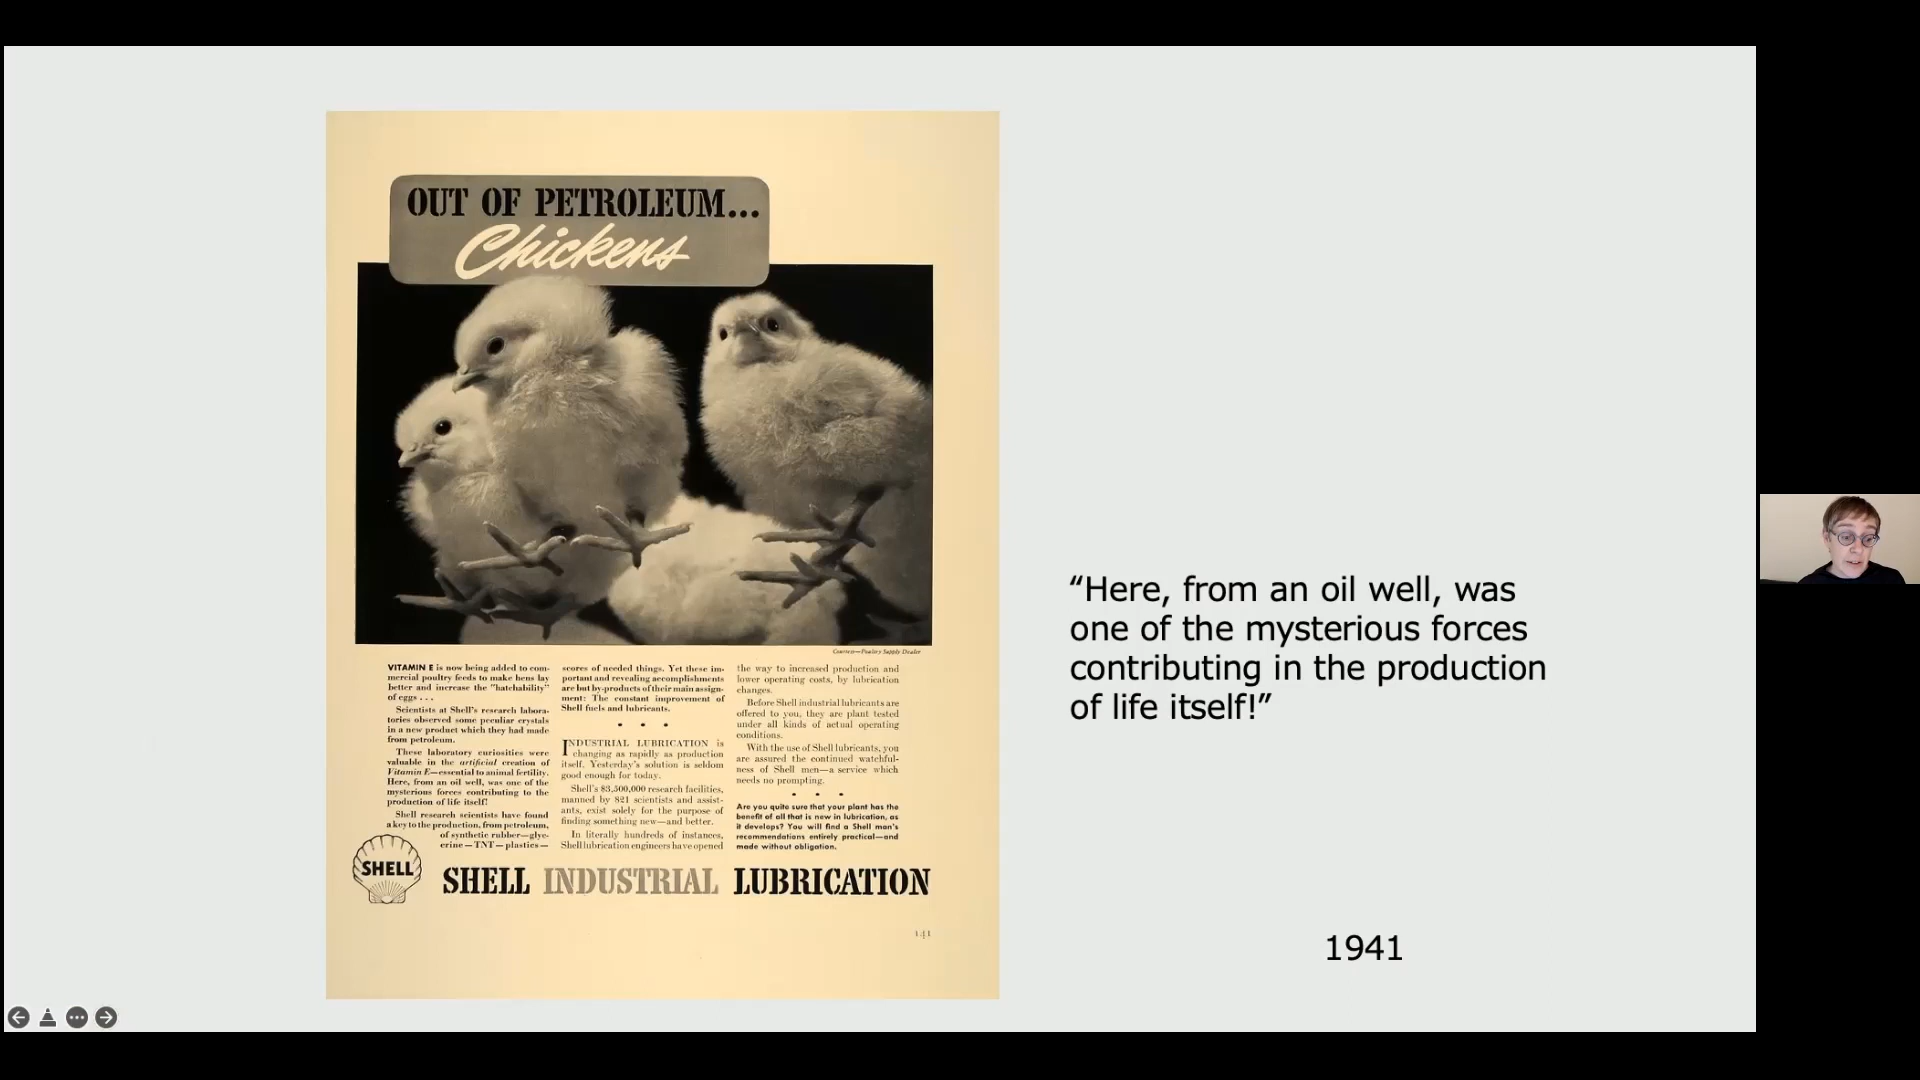 OUT OF PETROLEUM...
Chickens
Courtesy—Poultry Supply Dealer
VITAMIN E is now being added to com-
mercial poultry feeds to make hens lay
better and increase the "hatchability"
of eggs . . .
Scientists at Shell's research labora-
tories observed some peculiar crystals
in a new product which they had made
from petroleum.
These laboratory curiosities were
valuable in the artificial creation of
Vitamin E—essential to animal fertility.
Here, from an oil well, was one of the
mysterious forces contributing to the
production of life itself!
Shell research scientists have found
a key to the production, from petroleum,
of synthetic rubber—glyc-
erine—TNT—plastics—
scores of needed things. Yet these im-
portant and revealing accomplishments
are but by-products of their main assign-
ment: The constant improvement of
Shell fuels and lubricants.
• • •
INDUSTRIAL LUBRICATION is
changing as rapidly as production
itself. Yesterday's solution is seldom
good enough for today.
Shell's $3,500,000 research facilities,
manned by 821 scientists and assist-
ants, exist solely for the purpose of
finding something new—and better.
In literally hundreds of instances,
Shell lubrication engineers have opened
the way to increased production and
lower operating costs, by lubrication
changes.
Before Shell industrial lubricants are
offered to you, they are plant tested
under all kinds of actual operating
conditions.
With the use of Shell lubricants, you
are assured the continued watchful-
ness of Shell men—a service which
needs no prompting.
• • •
Are you quite sure that your plant has the
benefit of all that is new in lubrication, as
it develops? You will find a Shell man's
recommendations entirely practical—and
made without obligation.
SHELL
SHELL INDUSTRIAL LUBRICATION
“Here, from an oil well, was
one of the mysterious forces
contributing in the production
of life itself!”
1941